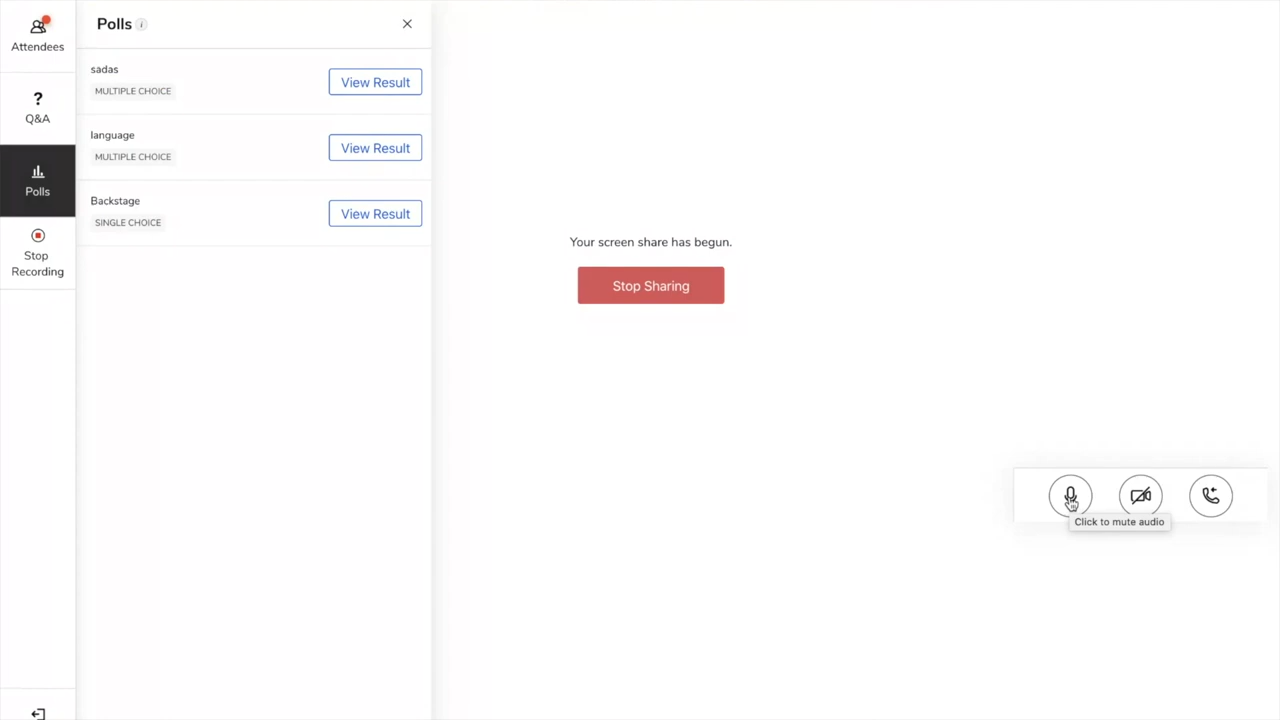 Attendees
?
Q&A
Polls
Stop
Recording
Polls i
sadas
MULTIPLE CHOICE
View Result
language
MULTIPLE CHOICE
View Result
Backstage
SINGLE CHOICE
View Result
Your screen share has begun.
Stop Sharing
Click to mute audio